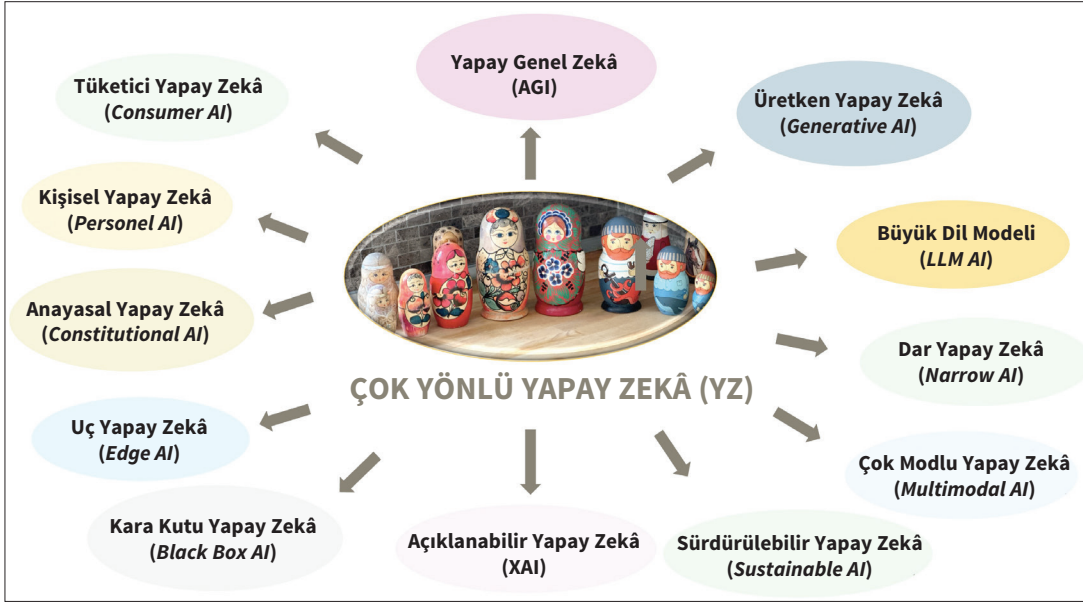 Yapay Genel Zekâ
(AGI)
Tüketici Yapay Zekâ
(Consumer AI)
Üretken Yapay Zekâ
(Generative AI)
Kişisel Yapay Zekâ
(Personel AI)
Büyük Dil Modeli
(LLM AI)
Anayasal Yapay Zekâ
(Constitutional AI)
Dar Yapay Zekâ
(Narrow AI)
ÇOK YÖNLÜ YAPAY ZEKÂ (YZ)
Uç Yapay Zekâ
(Edge AI)
Çok Modlu Yapay Zekâ
(Multimodal AI)
Kara Kutu Yapay Zekâ
(Black Box AI)
Açıklanabilir Yapay Zekâ
(XAI)
Sürdürülebilir Yapay Zekâ
(Sustainable AI)